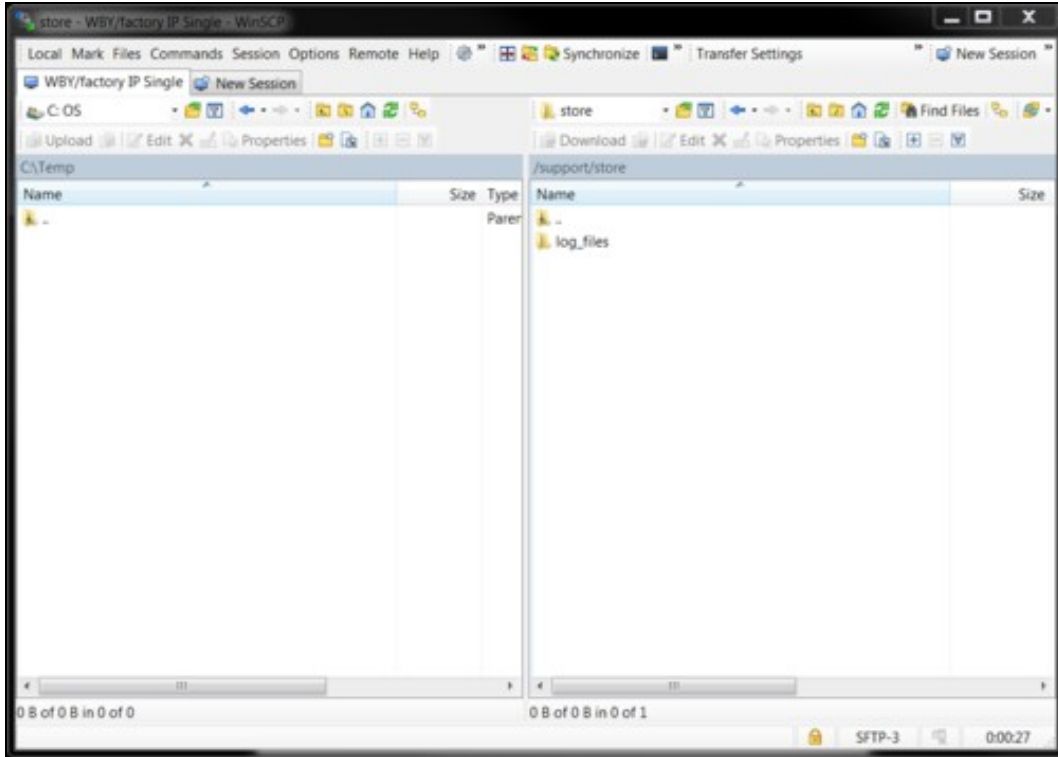 store - WBY/factory IP Single - WinSCP
Local Mark Files Commands Session Options Remote Help Synchronize Transfer Settings New Session
WBY/factory IP Single New Session
C: OS store Find Files
Upload Edit Properties Download Edit Properties
C:\Temp /support/store
Name Size Type Name Size
.. Paren ..
log_files
0 B of 0 B in 0 of 0 0 B of 0 B in 0 of 1
SFTP-3 0:00:27